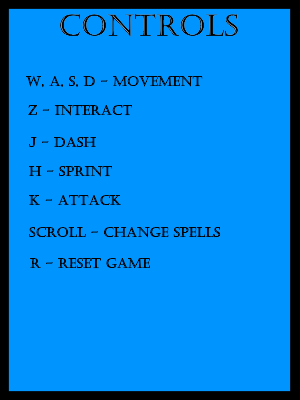 CONTROLS
W, A, S, D - MOVEMENT
Z - INTERACT
J - DASH
H - SPRINT
K - ATTACK
SCROLL - CHANGE SPELLS
R - RESET GAME